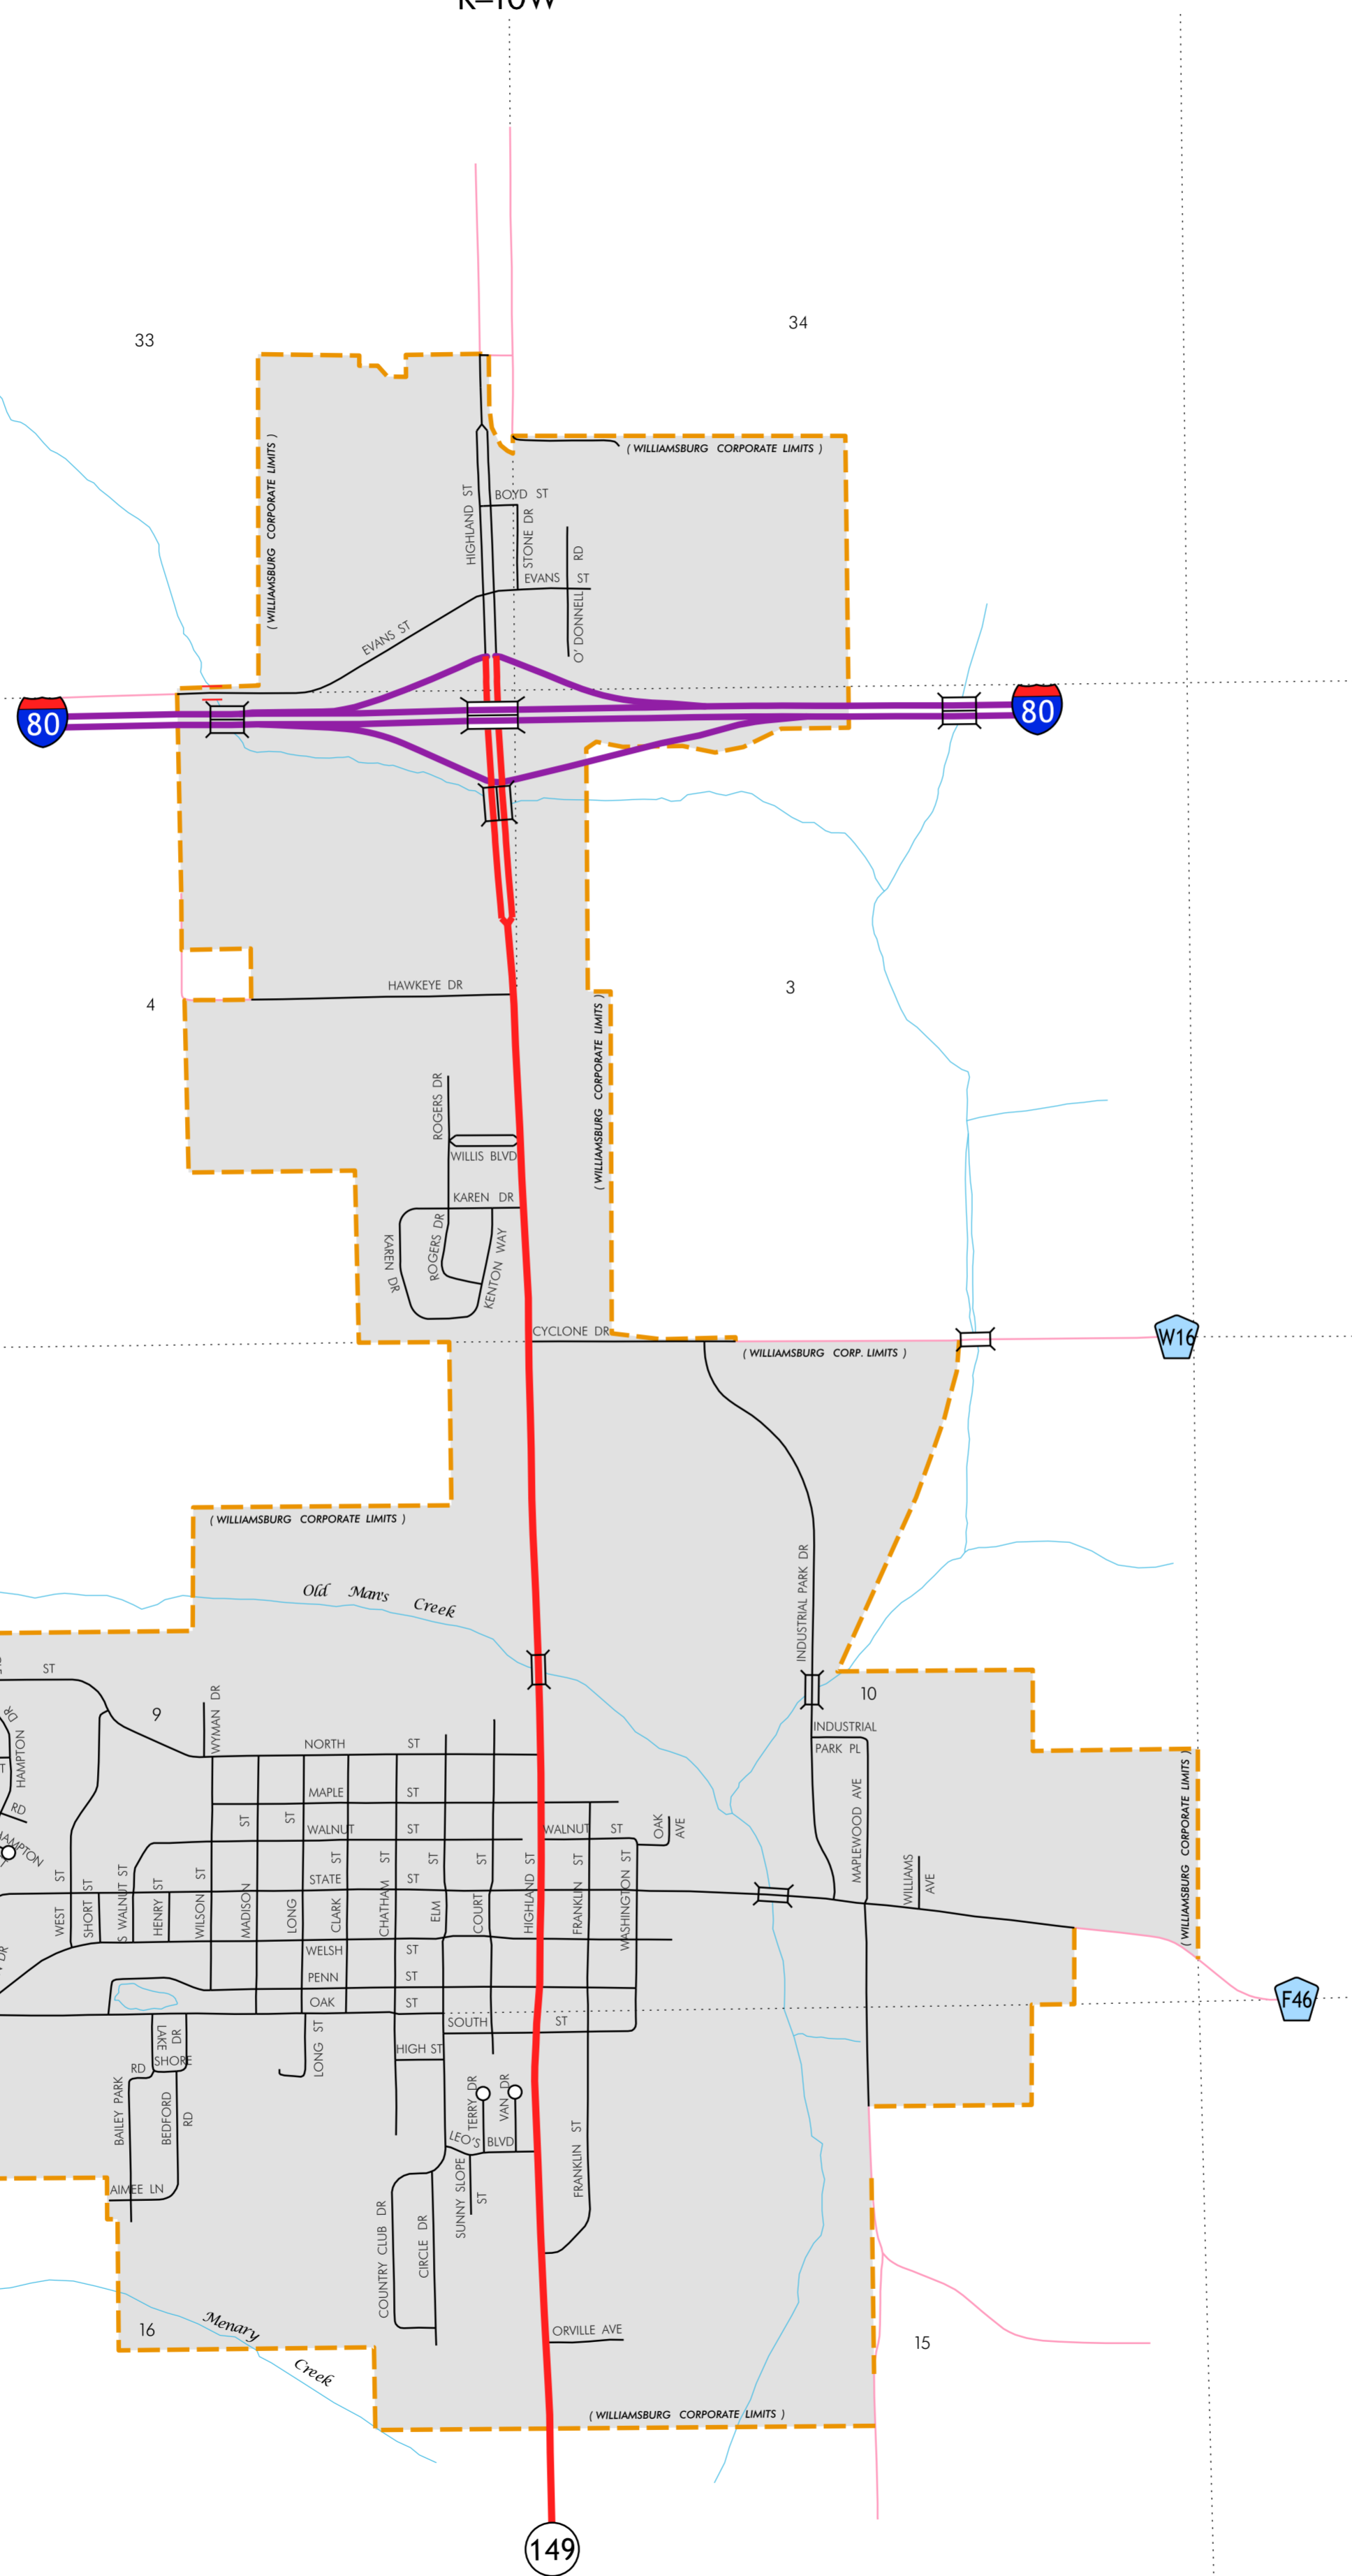 R-10W
33
34
( WILLIAMSBURG CORPORATE LIMITS )
( WILLIAMSBURG CORPORATE LIMITS )
HIGHLAND ST
BOYD ST
STONE DR
EVANS ST
O' DONNELL RD
EVANS ST
80
80
4
HAWKEYE DR
3
( WILLIAMSBURG CORPORATE LIMITS )
ROGERS DR
WILLIS BLVD
KAREN DR
KAREN DR
ROGERS DR
KENTON WAY
CYCLONE DR
W16
( WILLIAMSBURG CORP. LIMITS )
( WILLIAMSBURG CORPORATE LIMITS )
INDUSTRIAL PARK DR
Old Man's Creek
ST
DR
HAMPTON
9
WYMAN DR
10
INDUSTRIAL
PARK PL
NORTH ST
MAPLE ST
WALNUT ST
WALNUT ST
OAK AVE
RD
HAMPTON
MAPLEWOOD AVE
( WILLIAMSBURG CORPORATE LIMITS )
STATE ST
WEST ST
SHORT ST
S WALNUT ST
HENRY ST
WILSON ST
MADISON ST
LONG ST
CLARK ST
CHATHAM ST
ELM ST
COURT ST
HIGHLAND ST
FRANKLIN ST
WASHINGTON ST
WILLIAMS AVE
DR
WELSH ST
PENN ST
OAK ST
SOUTH ST
F46
LAKE
SHORE
RD
RD
LONG ST
HIGH ST
BAILEY PARK
BEDFORD RD
TERRY DR
VAN DR
LEO'S BLVD
SUNNY SLOPE ST
FRANKLIN ST
AIMEE LN
COUNTRY CLUB DR
CIRCLE DR
16
Menary Creek
ORVILLE AVE
15
( WILLIAMSBURG CORPORATE LIMITS )
149